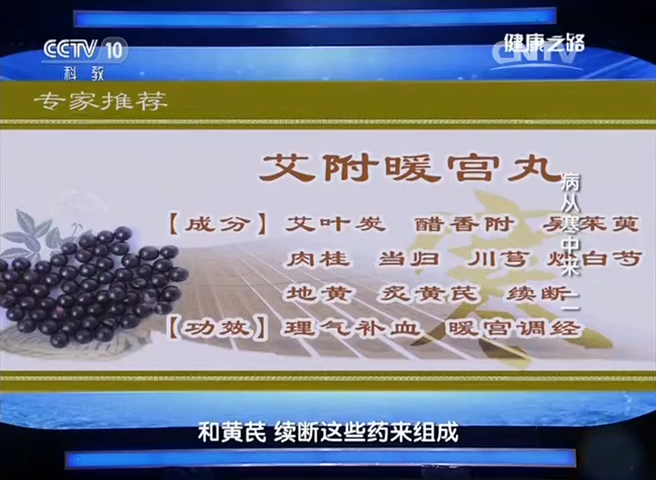 CCTV 10
科教
健康之路
CNTV
专家推荐
艾附暖宫丸
【成分】艾叶炭 醋香附 吴茱萸
肉桂 当归 川芎 炒白芍
地黄 炙黄芪 续断
【功效】理气补血 暖宫调经
病从寒中来 二
和黄芪 续断这些药来组成